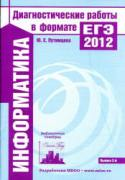 Диагностические работы
в формате ЕГЭ
2012
Ю. С. Путимцева
ИНФОРМАТИКА
Разработано МИОО